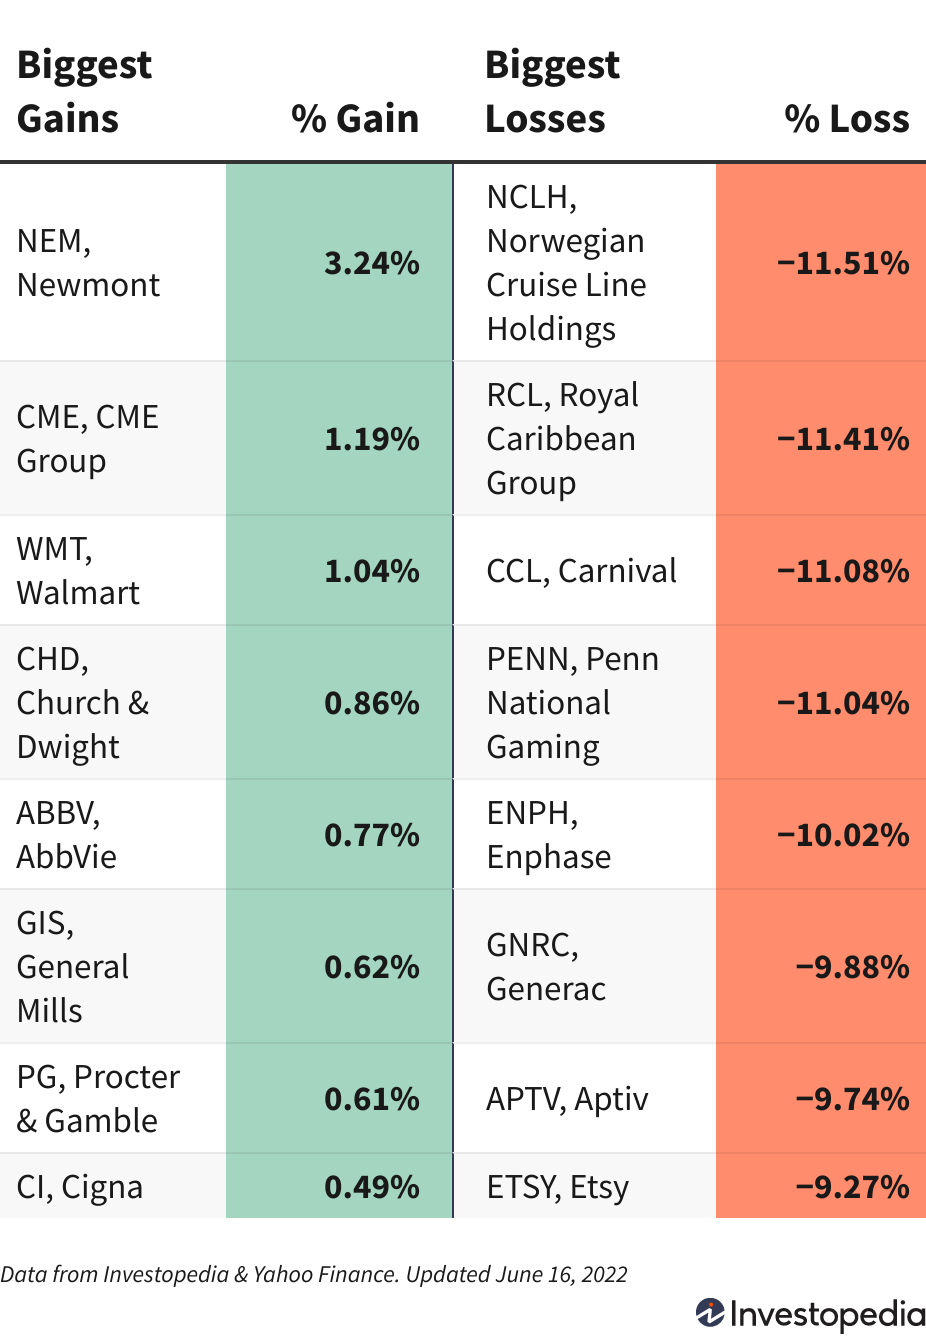 Biggest
Gains
% Gain
Biggest
Losses
% Loss
NEM,
Newmont
3.24%
NCLH,
Norwegian
Cruise Line
Holdings
−11.51%
CME, CME
Group
1.19%
RCL, Royal
Caribbean
Group
−11.41%
WMT,
Walmart
1.04%
CCL, Carnival
−11.08%
CHD,
Church &
Dwight
0.86%
PENN, Penn
National
Gaming
−11.04%
ABBV,
AbbVie
0.77%
ENPH,
Enphase
−10.02%
GIS,
General
Mills
0.62%
GNRC,
Generac
−9.88%
PG, Procter
& Gamble
0.61%
APTV, Aptiv
−9.74%
CI, Cigna
0.49%
ETSY, Etsy
−9.27%
Data from Investopedia & Yahoo Finance. Updated June 16, 2022
Investopedia